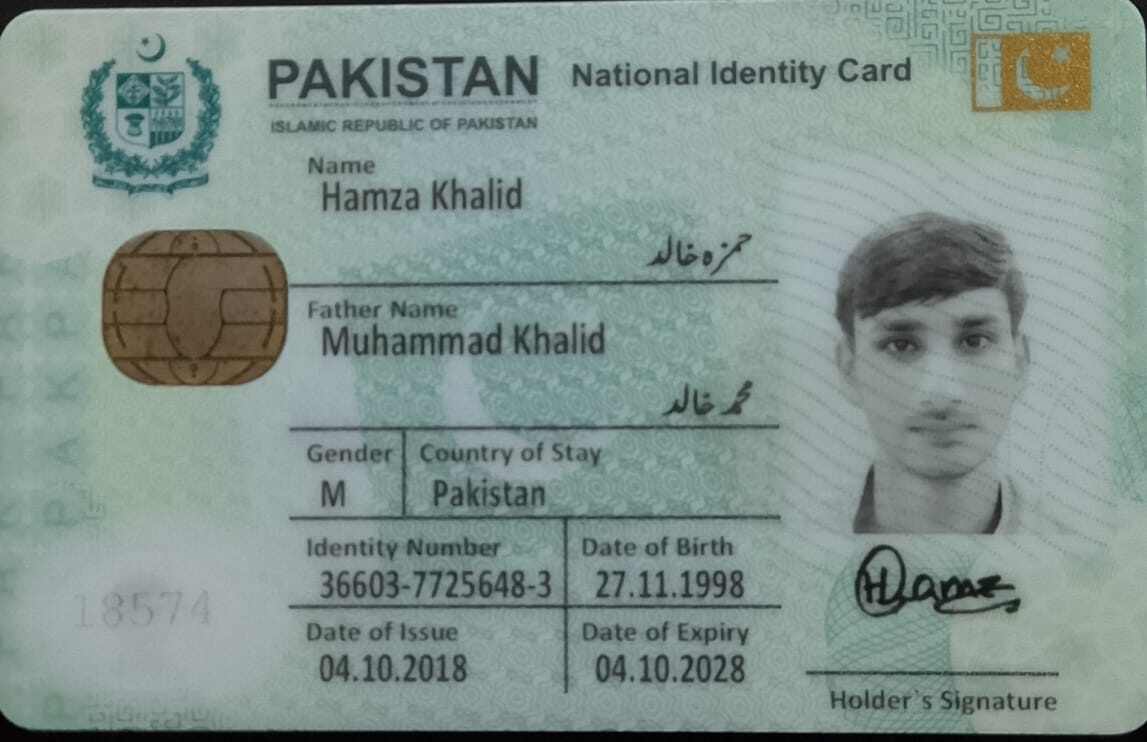 PAKISTAN National Identity Card
ISLAMIC REPUBLIC OF PAKISTAN
Name
Hamza Khalid
حمزہ خالد
Father Name
Muhammad Khalid
محمد خالد
Gender Country of Stay
M Pakistan
Identity Number Date of Birth
36603-7725648-3 27.11.1998
18574
Date of Issue Date of Expiry
04.10.2018 04.10.2028
Hamza
Holder`s Signature